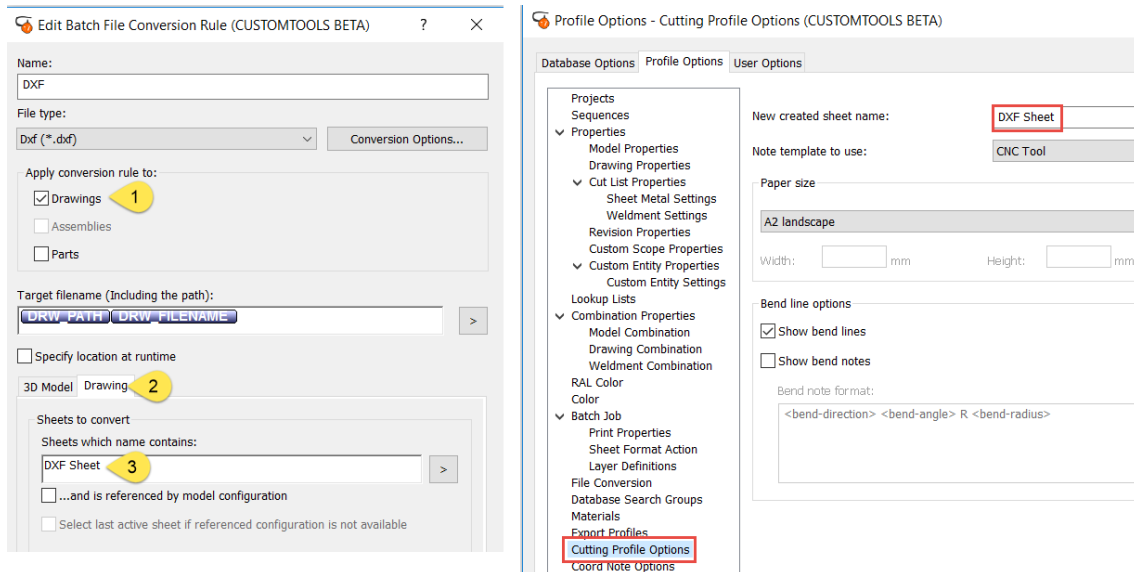 Edit Batch File Conversion Rule (CUSTOMTOOLS BETA)
?
Name:
DXF
File type:
Dxf (*.dxf)
Conversion Options...
Apply conversion rule to:
Drawings
1
Assemblies
Parts
Target filename (Including the path):
DRW_PATH DRW_FILENAME
>
Specify location at runtime
3D Model Drawing
2
Sheets to convert
Sheets which name contains:
DXF Sheet
3
>
...and is referenced by model configuration
Select last active sheet if referenced configuration is not available
Profile Options - Cutting Profile Options (CUSTOMTOOLS BETA)
Database Options Profile Options User Options
Projects
Sequences
Properties
Model Properties
Drawing Properties
Cut List Properties
Sheet Metal Settings
Weldment Settings
Revision Properties
Custom Scope Properties
Custom Entity Properties
Custom Entity Settings
Lookup Lists
Combination Properties
Model Combination
Drawing Combination
Weldment Combination
RAL Color
Color
Batch Job
Print Properties
Sheet Format Action
Layer Definitions
File Conversion
Database Search Groups
Materials
Export Profiles
Cutting Profile Options
Coord Note Options
New created sheet name:
DXF Sheet
Note template to use:
CNC Tool
Paper size
A2 landscape
Width:
mm
Height:
mm
Bend line options
Show bend lines
Show bend notes
Bend note format:
<bend-direction> <bend-angle> R <bend-radius>